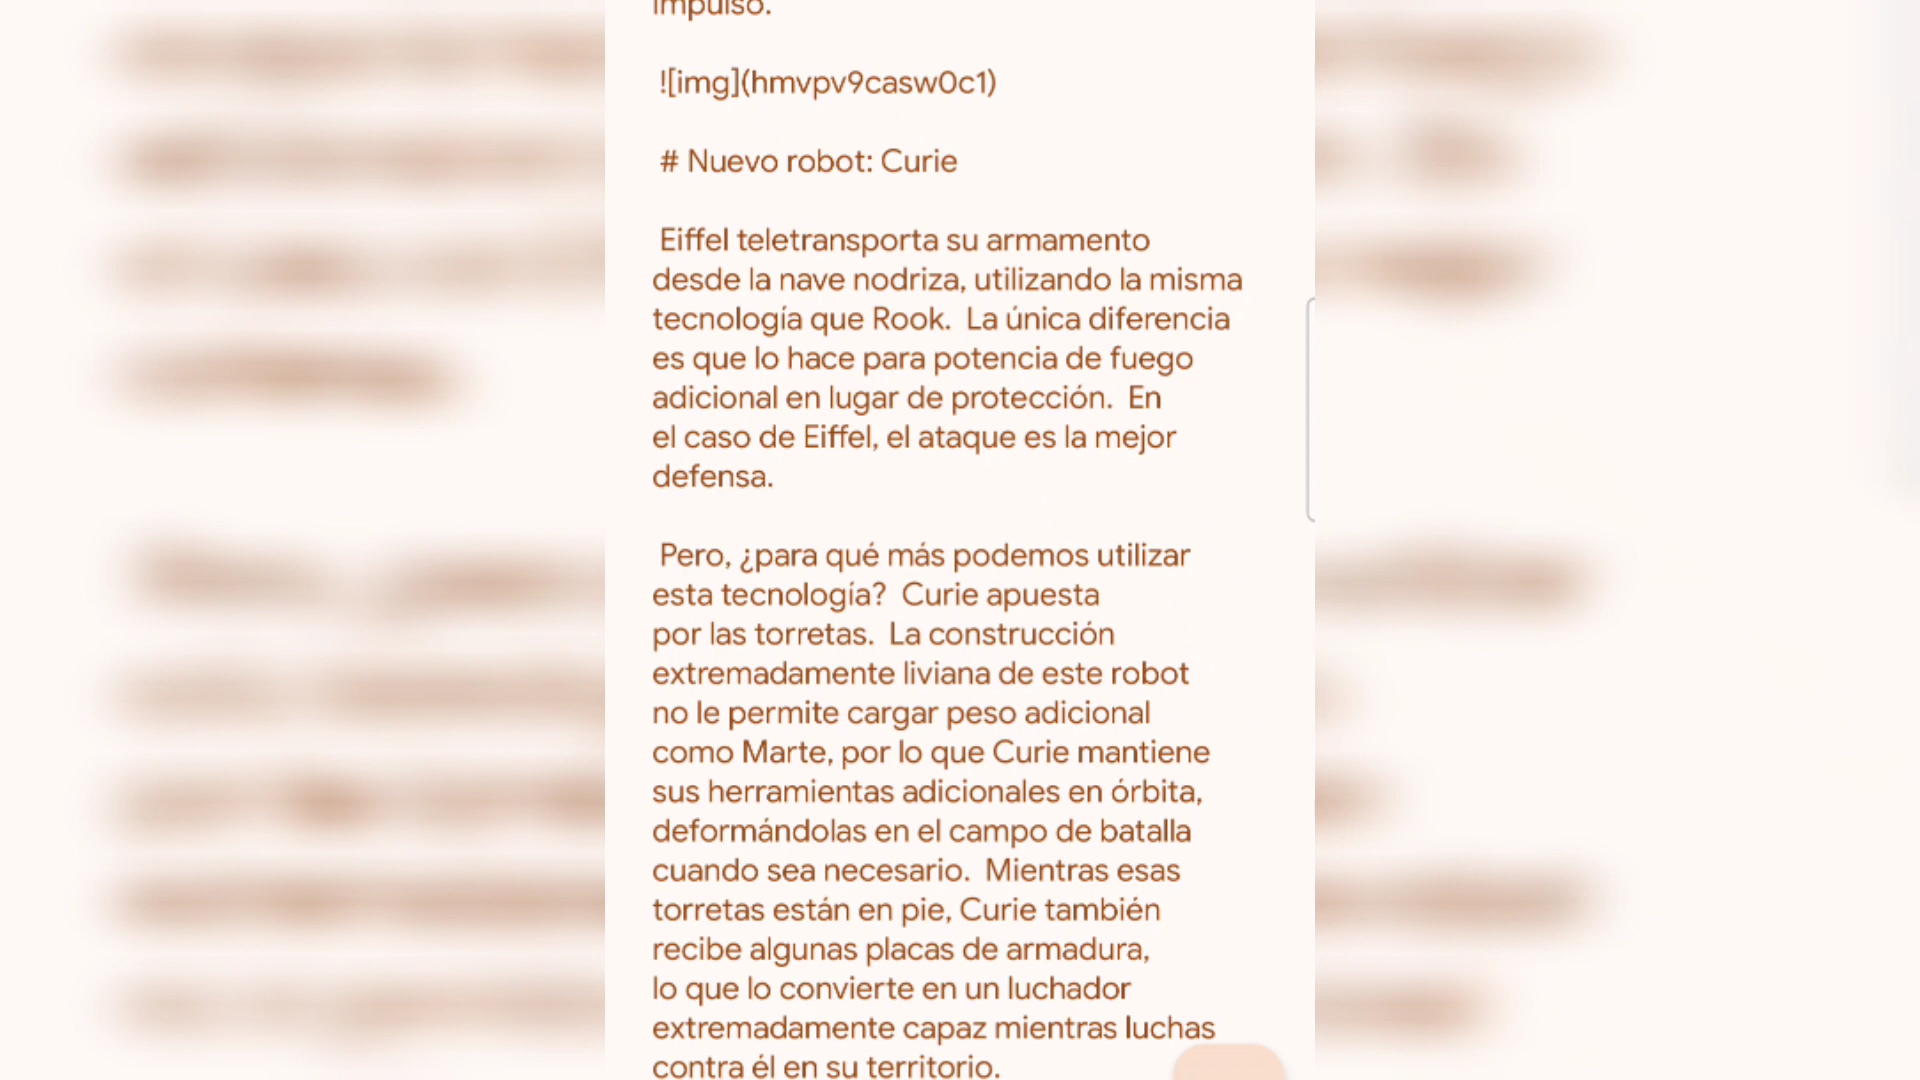 impulso.
![img](hmvpv9casw0c1)
# Nuevo robot: Curie
Eiffel teletransporta su armamento
desde la nave nodriza, utilizando la misma
tecnología que Rook.  La única diferencia
es que lo hace para potencia de fuego
adicional en lugar de protección.  En
el caso de Eiffel, el ataque es la mejor
defensa.
Pero, ¿para qué más podemos utilizar
esta tecnología?  Curie apuesta
por las torretas.  La construcción
extremadamente liviana de este robot
no le permite cargar peso adicional
como Marte, por lo que Curie mantiene
sus herramientas adicionales en órbita,
deformándolas en el campo de batalla
cuando sea necesario.  Mientras esas
torretas están en pie, Curie también
recibe algunas placas de armadura,
lo que lo convierte en un luchador
extremadamente capaz mientras luchas
contra él en su territorio.